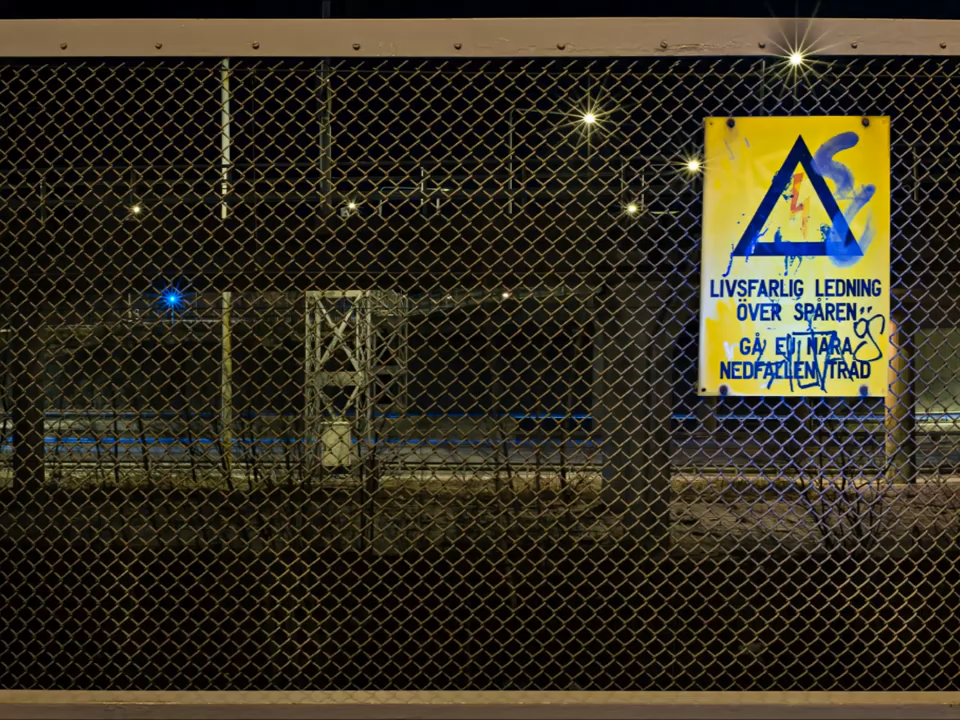 LIVSFARLIG LEDNING
ÖVER SPÅREN
GÅ EJ NÄRA
NEDFALLEN TRÅD